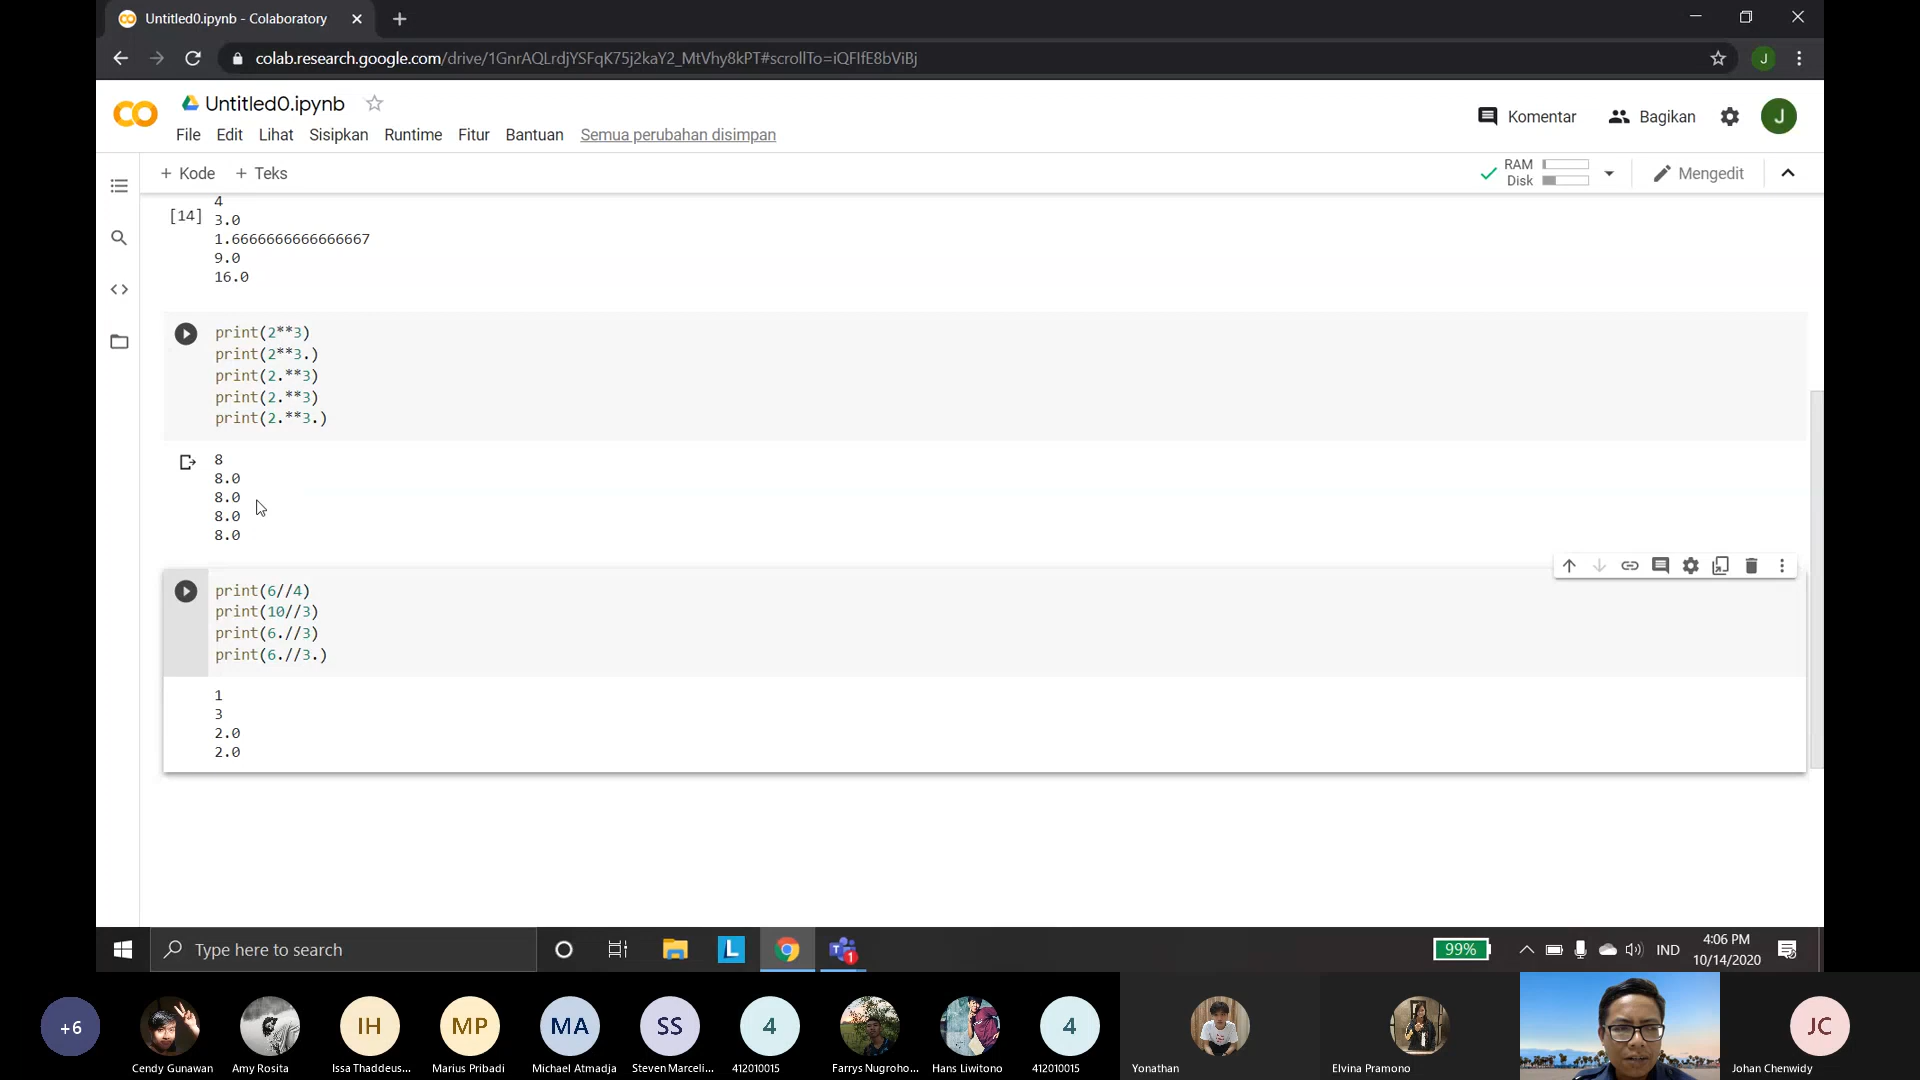 Untitled0.ipynb - Colaboratory
colab.research.google.com/drive/1GnrAQLrdjYSFqK75j2kaY2_MtVhy8kPT#scrollTo=iQFIfE8bViBj
J
Untitled0.ipynb
Komentar
Bagikan
J
File Edit Lihat Sisipkan Runtime Fitur Bantuan Semua perubahan disimpan
+ Kode + Teks
RAM
Disk
Mengedit
4
[14] 3.0
1.6666666666666667
9.0
16.0
print(2**3)
print(2**3.)
print(2.**3)
print(2.**3)
print(2.**3.)
8
8.0
8.0
8.0
8.0
print(6//4)
print(10//3)
print(6.//3)
print(6.//3.)
1
3
2.0
2.0
Type here to search
L
1
99%
IND
4:06 PM
10/14/2020
+6
IH
MP
MA
SS
4
4
JC
Cendy Gunawan
Amy Rosita
Issa Thaddeus...
Marius Pribadi
Michael Atmadja
Steven Marceli...
412010015
Farrys Nugroho...
Hans Liwitono
412010015
Yonathan
Elvina Pramono
Johan Chenwidy